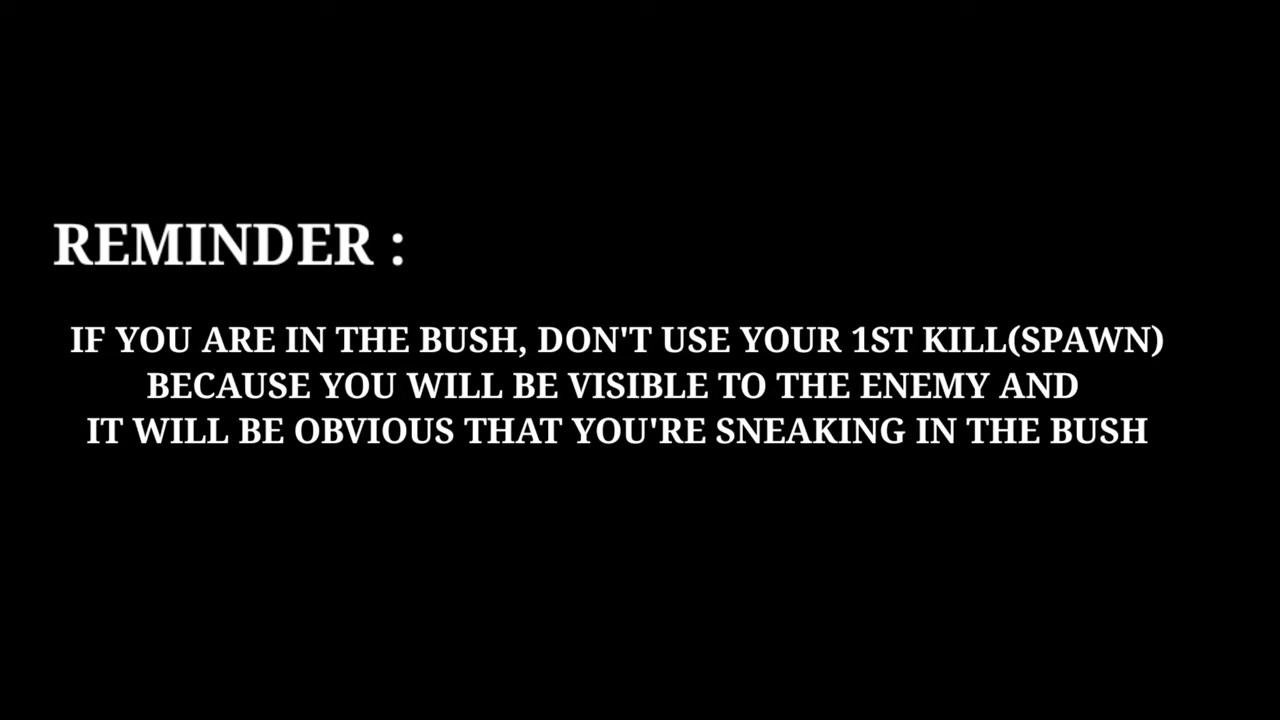 REMINDER :
IF YOU ARE IN THE BUSH, DON'T USE YOUR 1ST KILL(SPAWN)
BECAUSE YOU WILL BE VISIBLE TO THE ENEMY AND
IT WILL BE OBVIOUS THAT YOU'RE SNEAKING IN THE BUSH